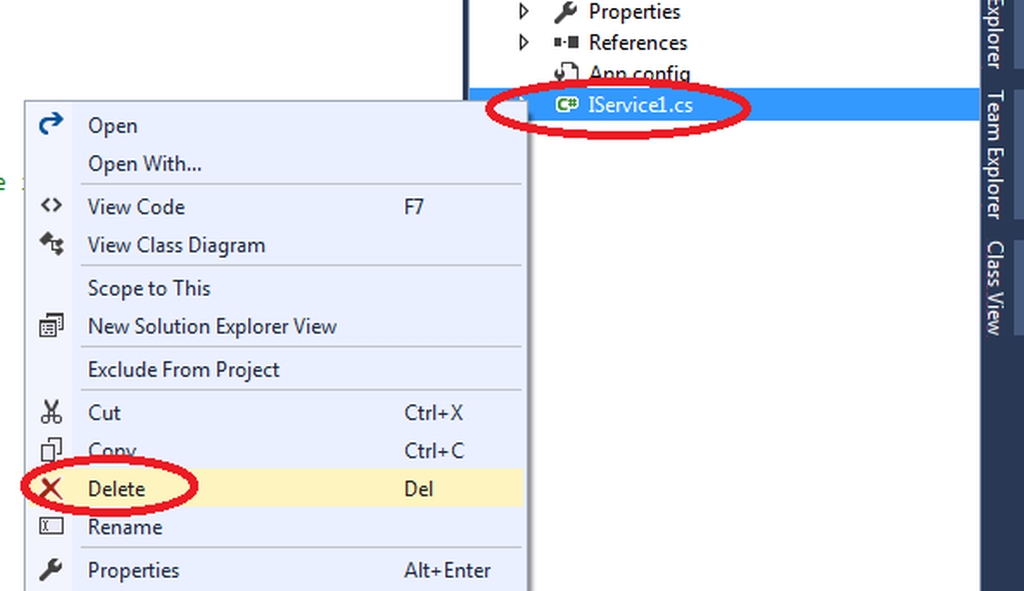 Properties
References
App.config
C# IService1.cs
Open
Open With...
View Code F7
View Class Diagram
Scope to This
New Solution Explorer View
Exclude From Project
Cut Ctrl+X
Copy Ctrl+C
Delete Del
Rename
Properties Alt+Enter
e
Explorer
Team Explorer
Class View